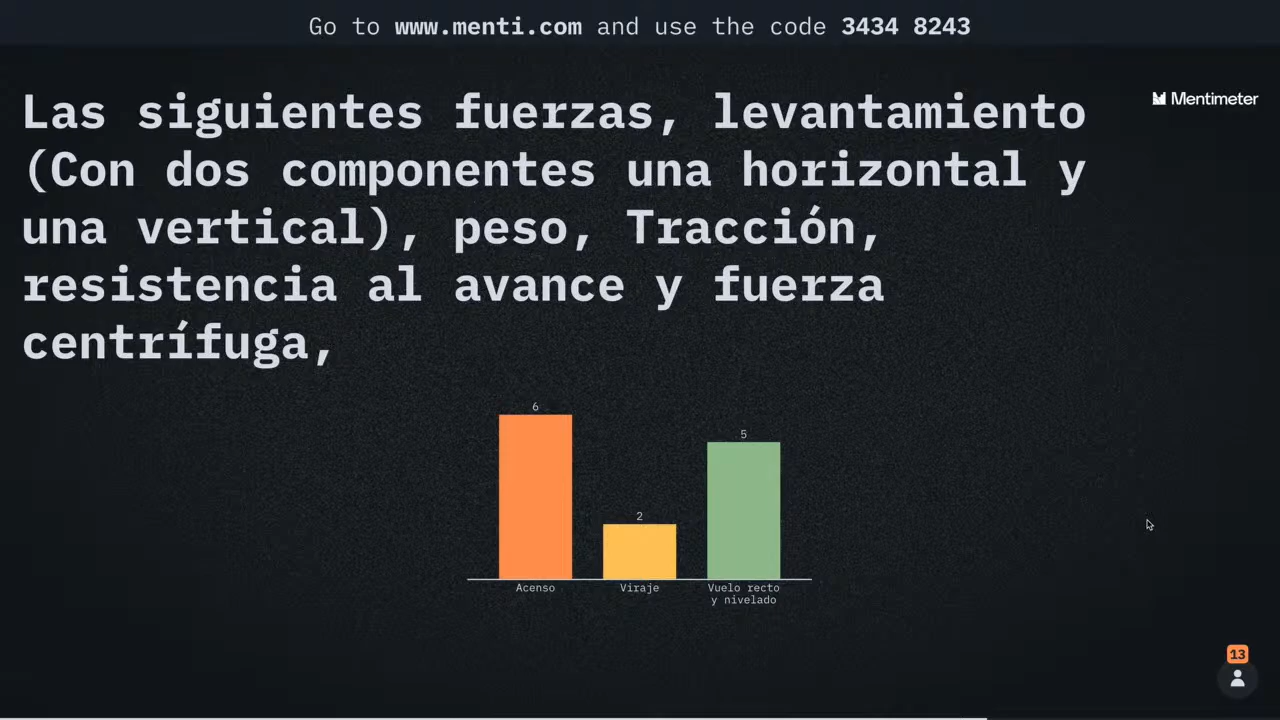 Go to www.menti.com and use the code 3434 8243
Mentimeter
Las siguientes fuerzas, levantamiento
(Con dos componentes una horizontal y
una vertical), peso, Tracción,
resistencia al avance y fuerza
centrífuga,
6
2
5
Acenso
Viraje
Vuelo recto
y nivelado
13